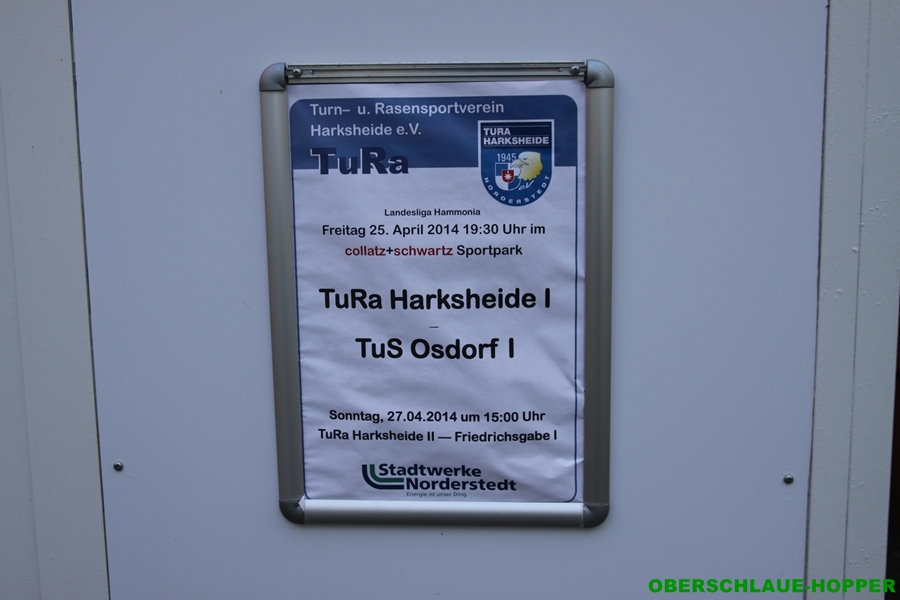 Turn– u. Rasensportverein
Harksheide e.V.
TuRa
TURA
HARKSHEIDE
1945
e.V.
NORDERSTEDT
Landesliga Hammonia
Freitag 25. April 2014 19:30 Uhr im
collatz+schwartz Sportpark
TuRa Harksheide I
–
TuS Osdorf I
Sonntag, 27.04.2014 um 15:00 Uhr
TuRa Harksheide II — Friedrichsgabe I
Stadtwerke
Norderstedt
Energie ist unser Ding.
OBERSCHLAUE-HOPPER